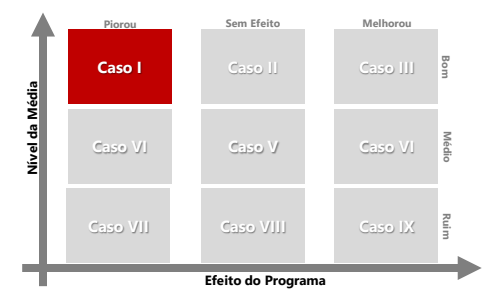 Piorou
Sem Efeito
Melhorou
Nível da Média
Caso I
Caso II
Caso III
Bom
Caso VI
Caso V
Caso VI
Médio
Caso VII
Caso VIII
Caso IX
Ruim
Efeito do Programa